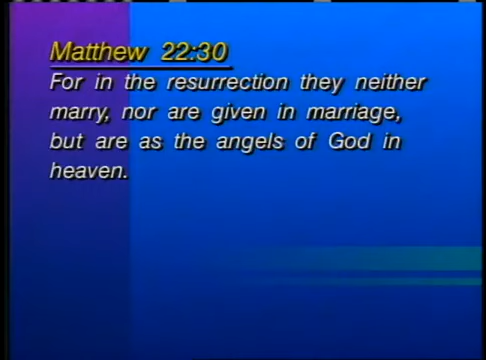 Matthew 22:30
For in the resurrection they neither
marry, nor are given in marriage,
but are as the angels of God in
heaven.